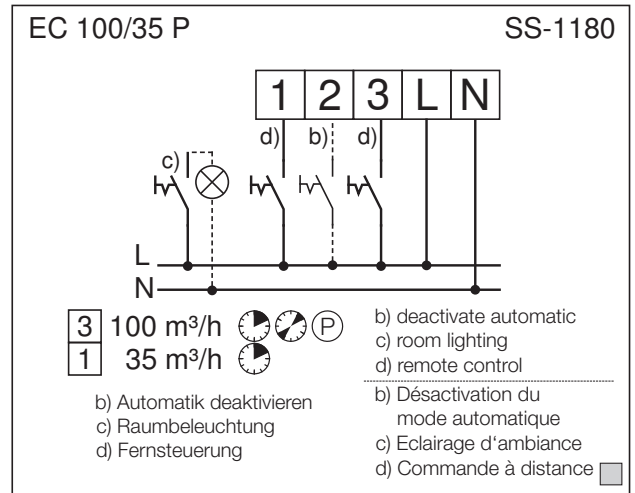 EC 100/35 P SS-1180
1 2 3 L N
d) b) d)
c)
L
N
3 100 m³/h P
1 35 m³/h
b) Automatik deaktivieren
c) Raumbeleuchtung
d) Fernsteuerung
b) deactivate automatic
c) room lighting
d) remote control
b) Désactivation du
mode automatique
c) Eclairage d‘ambiance
d) Commande à distance